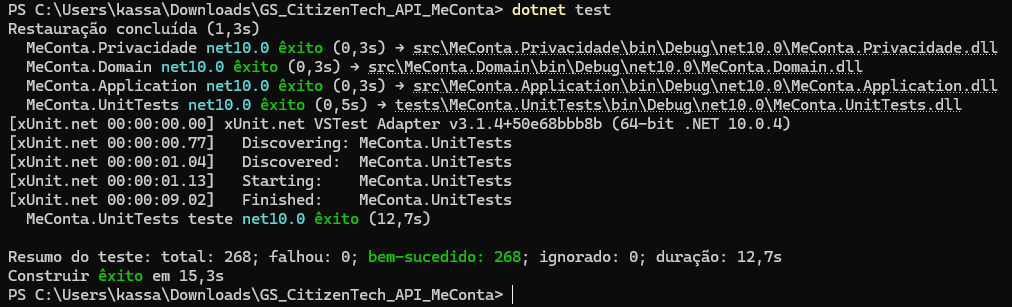 PS C:\Users\kassa\Downloads\GS_CitizenTech_API_MeConta> dotnet test
Restauração concluída (1,3s)
  MeConta.Privacidade net10.0 êxito (0,3s) → src\MeConta.Privacidade\bin\Debug\net10.0\MeConta.Privacidade.dll
  MeConta.Domain net10.0 êxito (0,3s) → src\MeConta.Domain\bin\Debug\net10.0\MeConta.Domain.dll
  MeConta.Application net10.0 êxito (0,3s) → src\MeConta.Application\bin\Debug\net10.0\MeConta.Application.dll
  MeConta.UnitTests net10.0 êxito (0,5s) → tests\MeConta.UnitTests\bin\Debug\net10.0\MeConta.UnitTests.dll
[xUnit.net 00:00:00.00] xUnit.net VSTest Adapter v3.1.4+50e68bbb8b (64-bit .NET 10.0.4)
[xUnit.net 00:00:00.77]   Discovering: MeConta.UnitTests
[xUnit.net 00:00:01.04]   Discovered:  MeConta.UnitTests
[xUnit.net 00:00:01.13]   Starting:    MeConta.UnitTests
[xUnit.net 00:00:09.02]   Finished:    MeConta.UnitTests
  MeConta.UnitTests teste net10.0 êxito (12,7s)

Resumo do teste: total: 268; falhou: 0; bem-sucedido: 268; ignorado: 0; duração: 12,7s
Construir êxito em 15,3s
PS C:\Users\kassa\Downloads\GS_CitizenTech_API_MeConta>